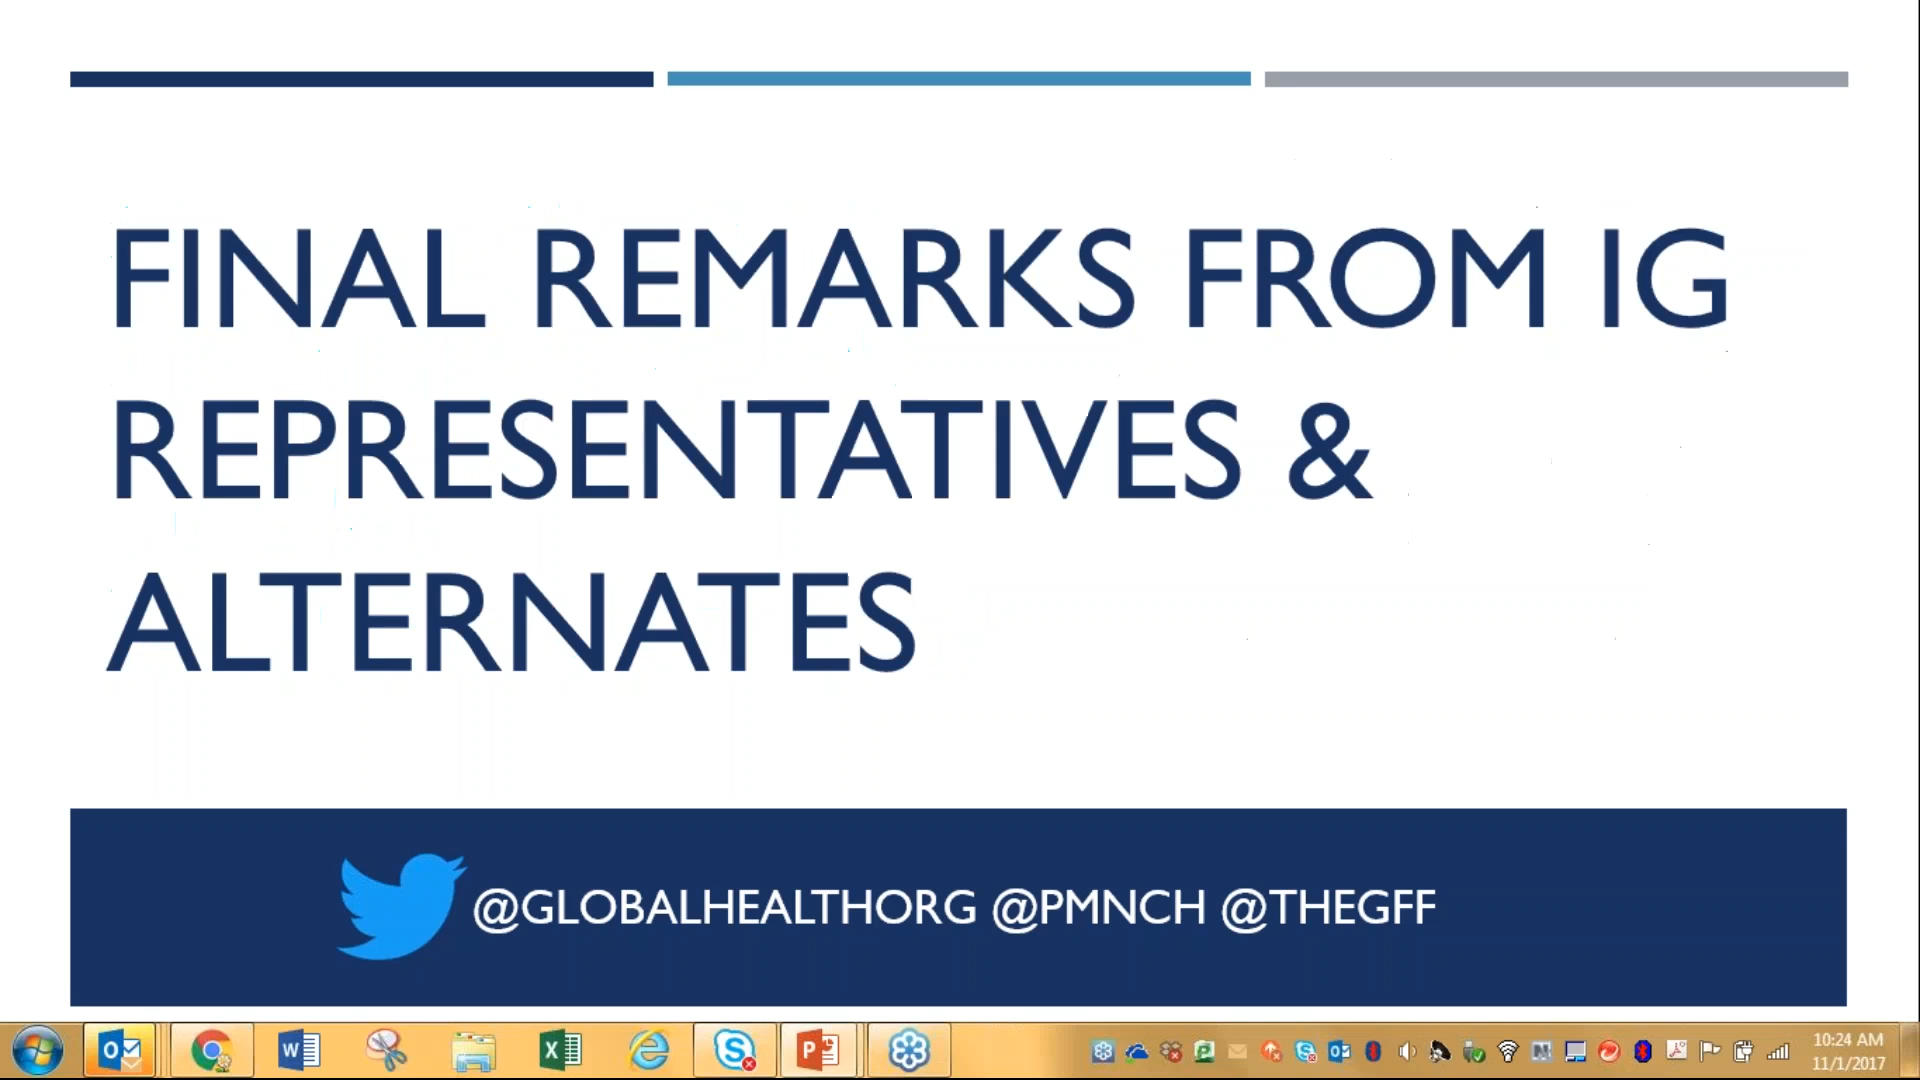 FINAL REMARKS FROM IG
REPRESENTATIVES &
ALTERNATES
@GLOBALHEALTHORG @PMNCH @THEGFF
10:24 AM
11/1/2017